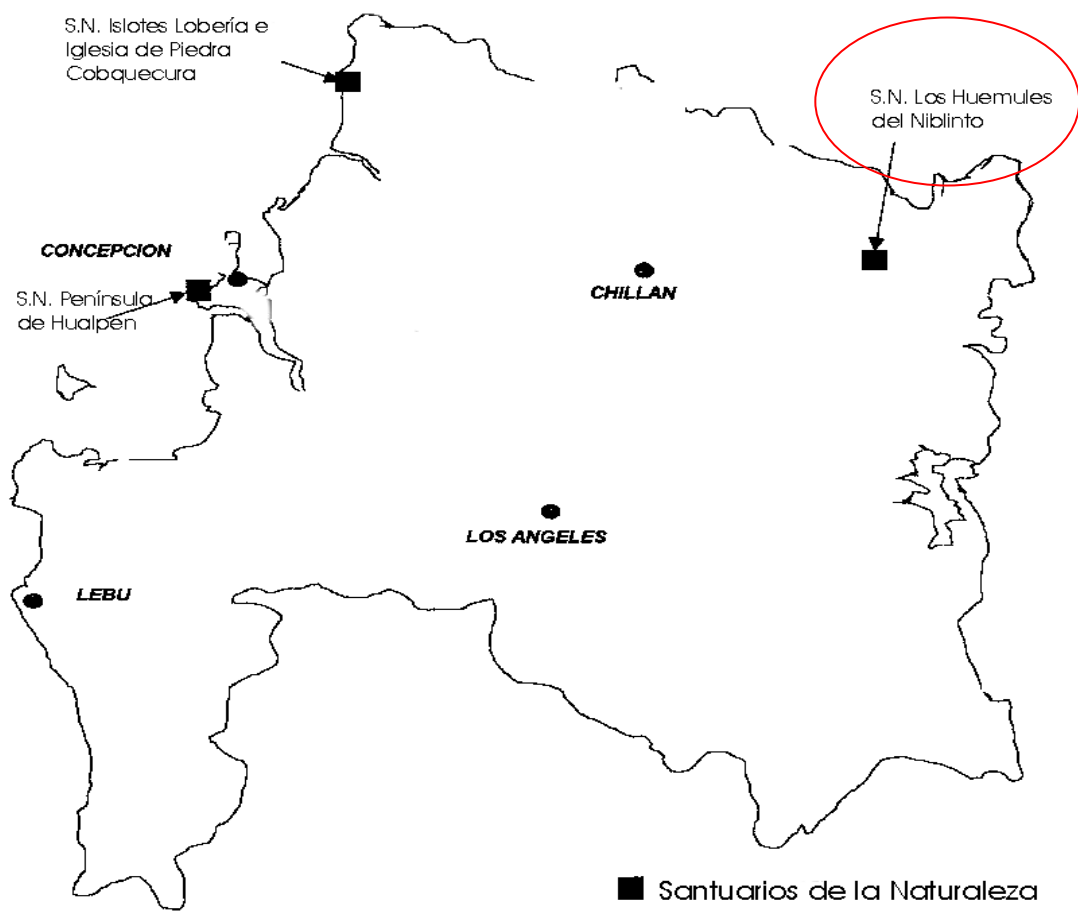 S.N. Islotes Lobería e
Iglesia de Piedra
Cobquecura
S.N. Los Huemules
del Niblinto
CONCEPCION
CHILLAN
S.N. Península
de Hualpén
LOS ANGELES
LEBU
Santuarios de la Naturaleza